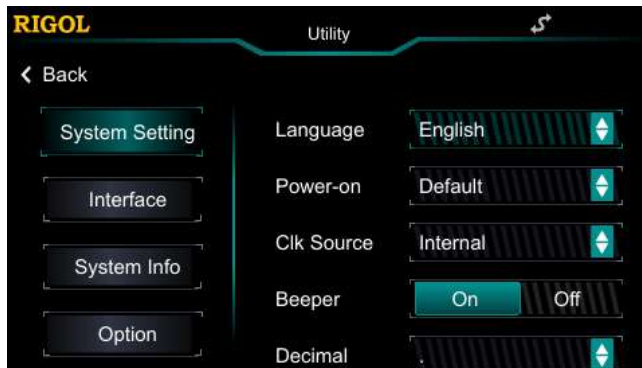 RIGOL
Utility
Back
System Setting
Interface
System Info
Option
Language English
Power-on Default
Clk Source Internal
Beeper On Off
Decimal .